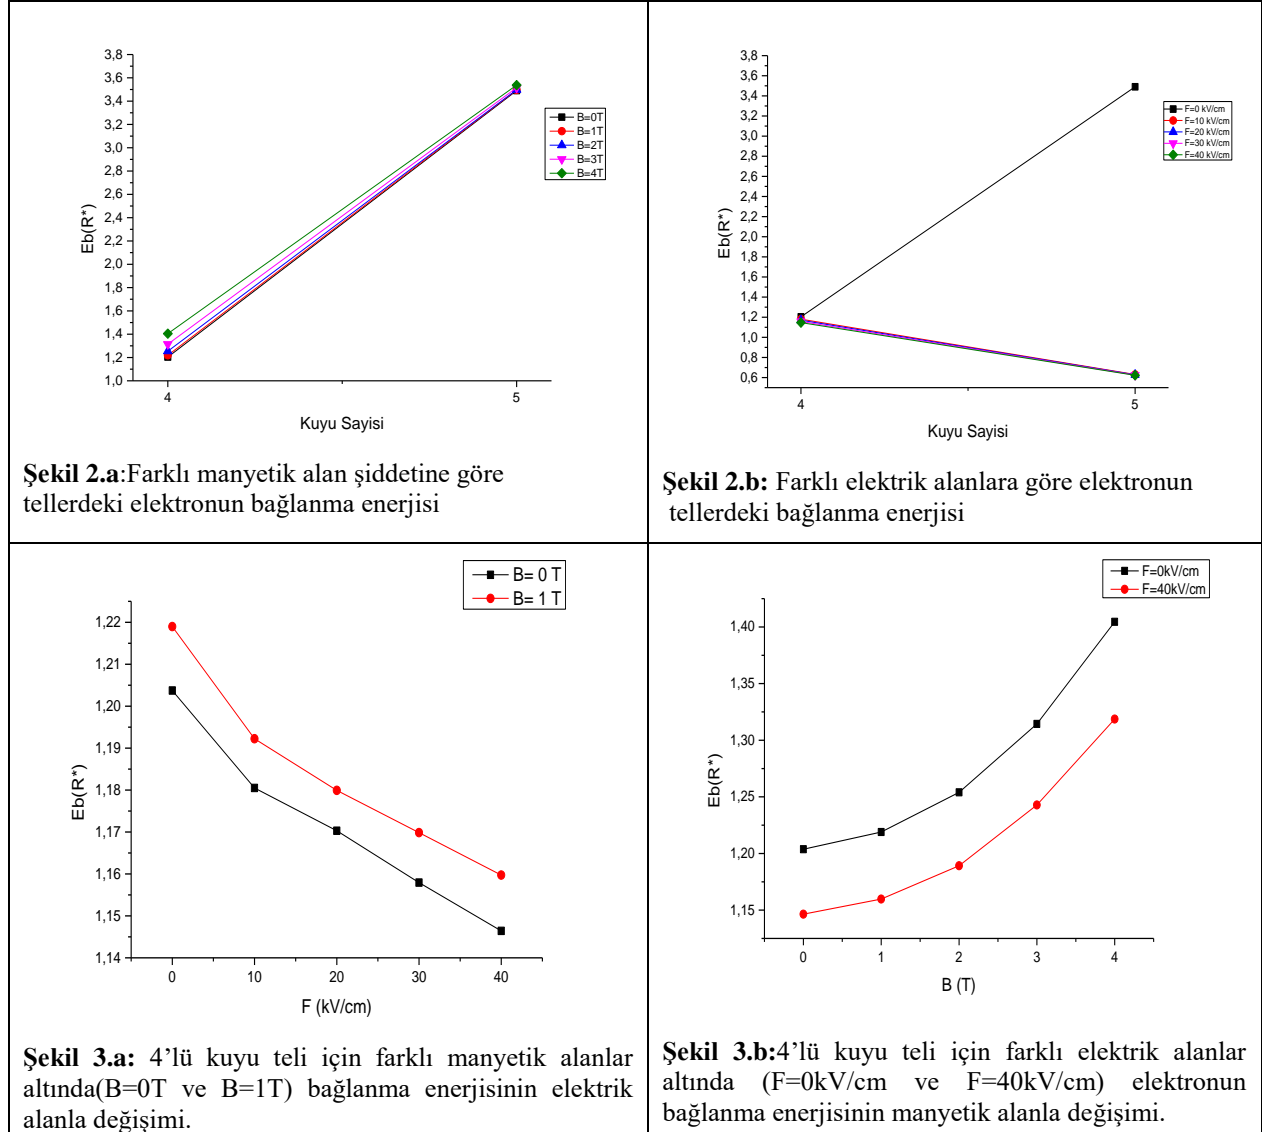 3,8
3,6
3,4
3,2
3,0
2,8
2,6
2,4
2,2
2,0
1,8
1,6
1,4
1,2
1,0
Eb(R*)
4
5
Kuyu Sayisi
B=0T
B=1T
B=2T
B=3T
B=4T
Şekil 2.a:Farklı manyetik alan şiddetine göre
tellerdeki elektronun bağlanma enerjisi
3,8
3,6
3,4
3,2
3,0
2,8
2,6
2,4
2,2
2,0
1,8
1,6
1,4
1,2
1,0
0,8
0,6
Eb(R*)
4
5
Kuyu Sayisi
F=0 kV/cm
F=10 kV/cm
F=20 kV/cm
F=30 kV/cm
F=40 kV/cm
Şekil 2.b: Farklı elektrik alanlara göre elektronun
tellerdeki bağlanma enerjisi
B= 0 T
B= 1 T
1,22
1,21
1,20
1,19
1,18
1,17
1,16
1,15
1,14
Eb(R*)
0
10
20
30
40
F (kV/cm)
Şekil 3.a: 4’lü kuyu teli için farklı manyetik alanlar
altında(B=0T ve B=1T) bağlanma enerjisinin elektrik
alanla değişimi.
F=0kV/cm
F=40kV/cm
1,40
1,35
1,30
1,25
1,20
1,15
Eb(R*)
0
1
2
3
4
B (T)
Şekil 3.b:4’lü kuyu teli için farklı elektrik alanlar
altında (F=0kV/cm ve F=40kV/cm) elektronun
bağlanma enerjisinin manyetik alanla değişimi.